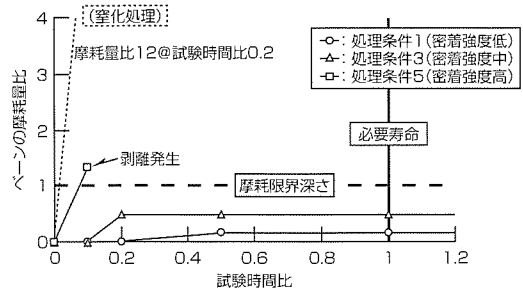 (窒化処理)
摩耗量比12@試験時間比0.2
○:処理条件1(密着強度低)
△:処理条件3(密着強度中)
□:処理条件5(密着強度高)
必要寿命
剥離発生
摩耗限界深さ
ベーンの摩耗量比
4
3
2
1
0
0 0.2 0.4 0.6 0.8 1.0 1.2
試験時間比